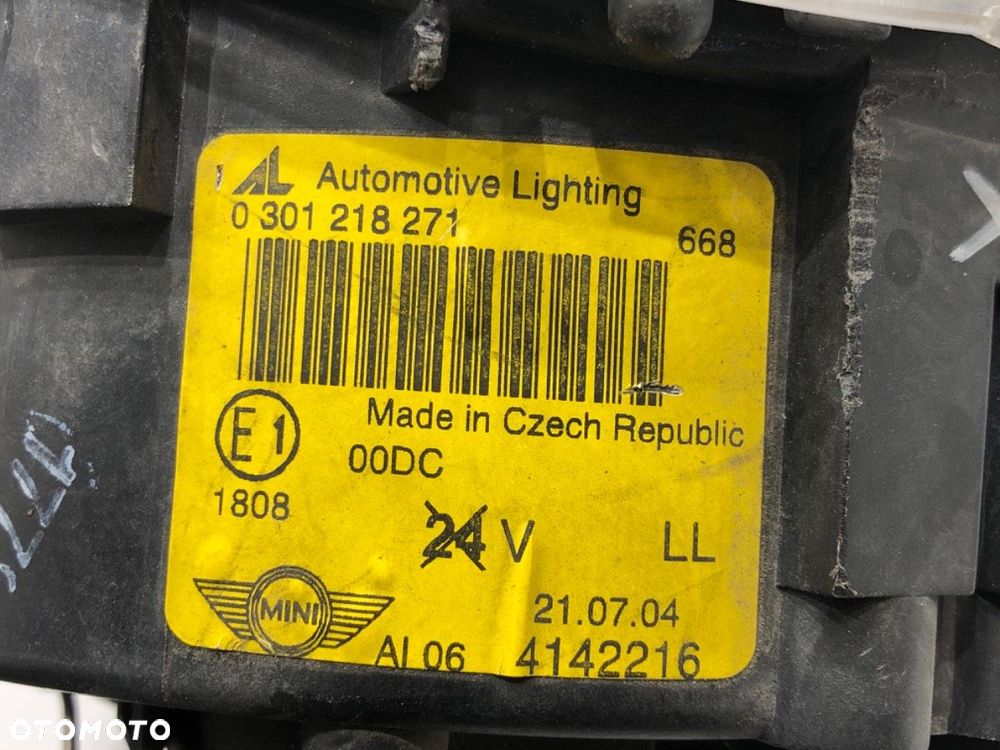 AL Automotive Lighting
0 301 218 271
668
Made in Czech Republic
E1
00DC
1808
24 V
LL
MINI
21.07.04
AI 06
4142216
OTOMOTO